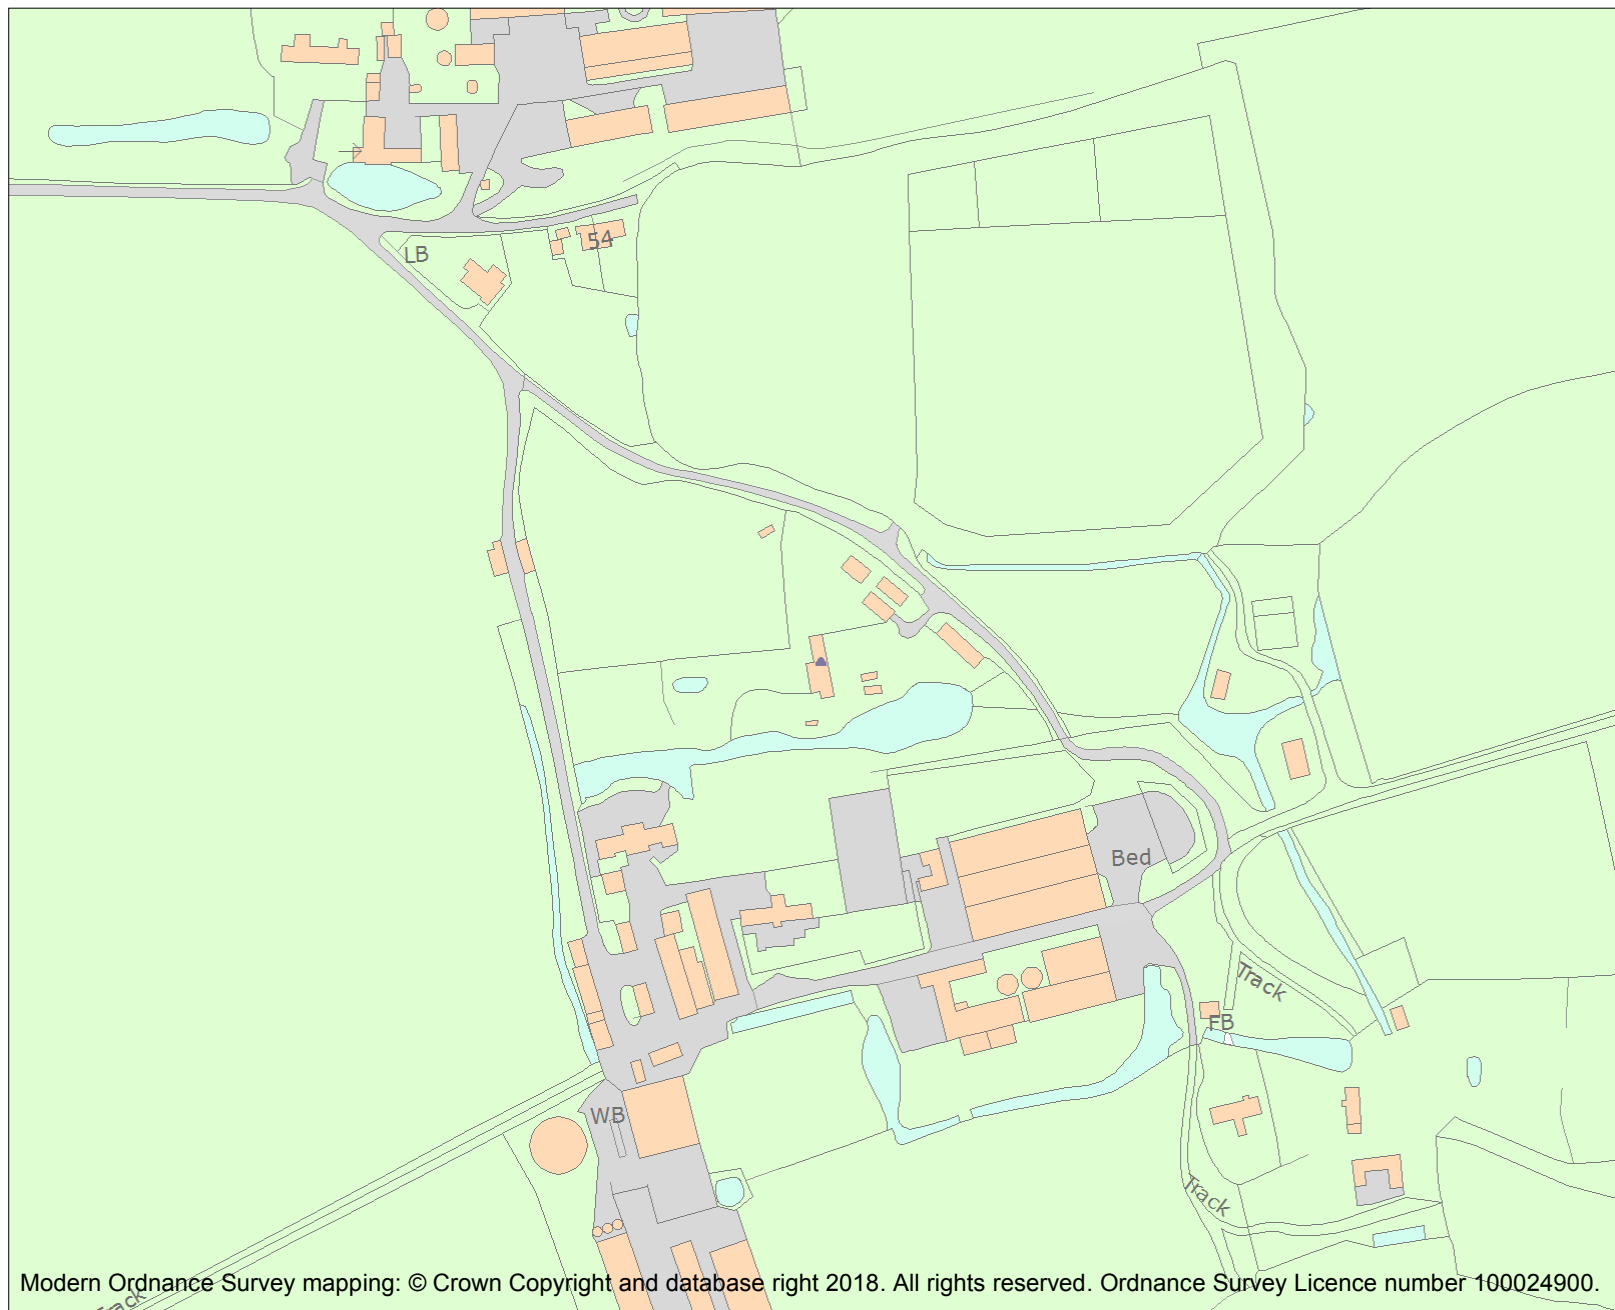 54
LB
Bed
Track
FB
WB
Track
Track
Modern Ordnance Survey mapping: © Crown Copyright and database right 2018. All rights reserved. Ordnance Survey Licence number 100024900.